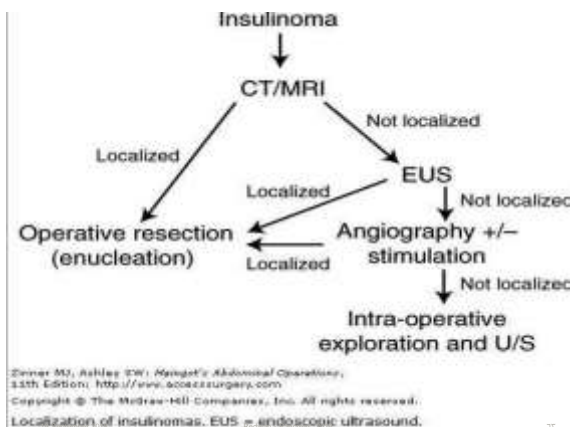 Insulinoma
CT/MRI
Not localized
Localized
EUS
Localized
Not localized
Operative resection
(enucleation)
Angiography +/–
stimulation
Localized
Not localized
Intra-operative
exploration and U/S
Zinner MJ, Ashley SW: Maingot's Abdominal Operations,
11th Edition: http://www.accesssurgery.com
Copyright © The McGraw-Hill Companies, Inc. All rights reserved.
Localization of insulinomas. EUS = endoscopic ultrasound.